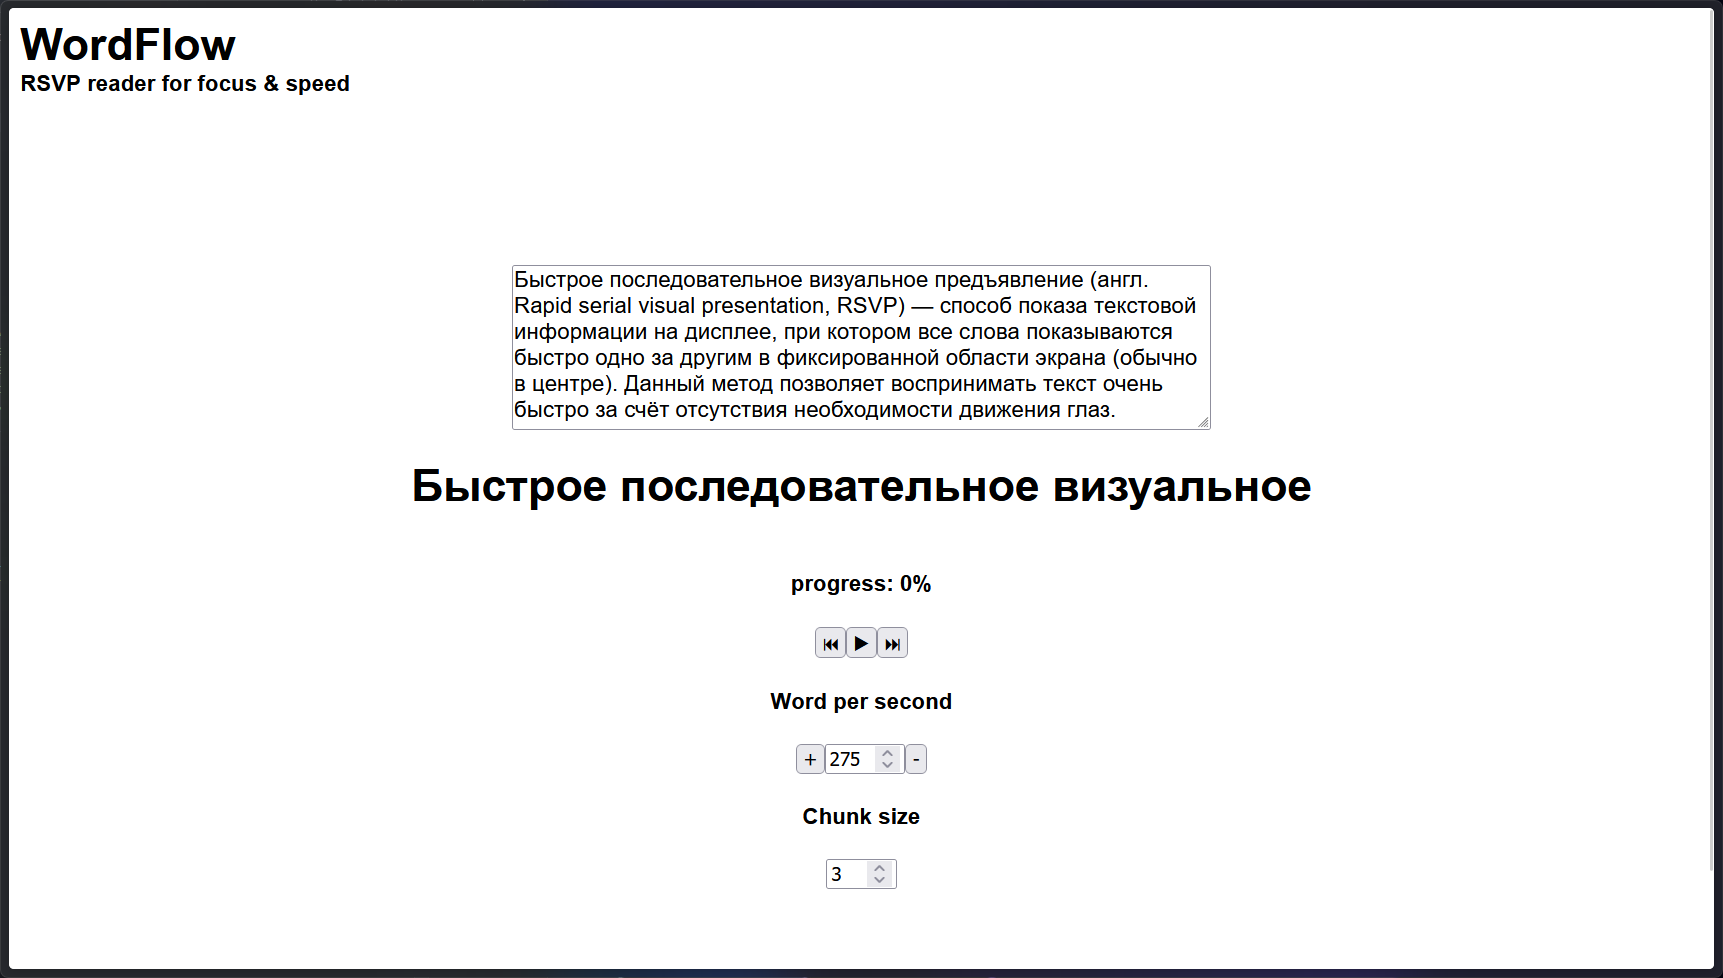 WordFlow
RSVP reader for focus & speed
Быстрое последовательное визуальное предъявление (англ.
Rapid serial visual presentation, RSVP) — способ показа текстовой
информации на дисплее, при котором все слова показываются
быстро одно за другим в фиксированной области экрана (обычно
в центре). Данный метод позволяет воспринимать текст очень
быстро за счёт отсутствия необходимости движения глаз.
Быстрое последовательное визуальное
progress: 0%
Word per second
+ 275 -
Chunk size
3